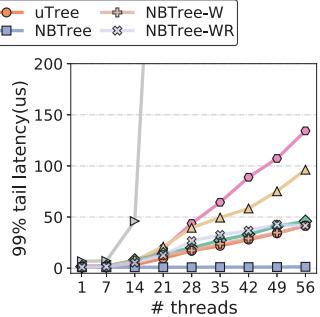 uTree NBTree-W
NBTree NBTree-WR
200
150
100
50
0
99% tail latency(us)
1 7 14 21 28 35 42 49 56
# threads